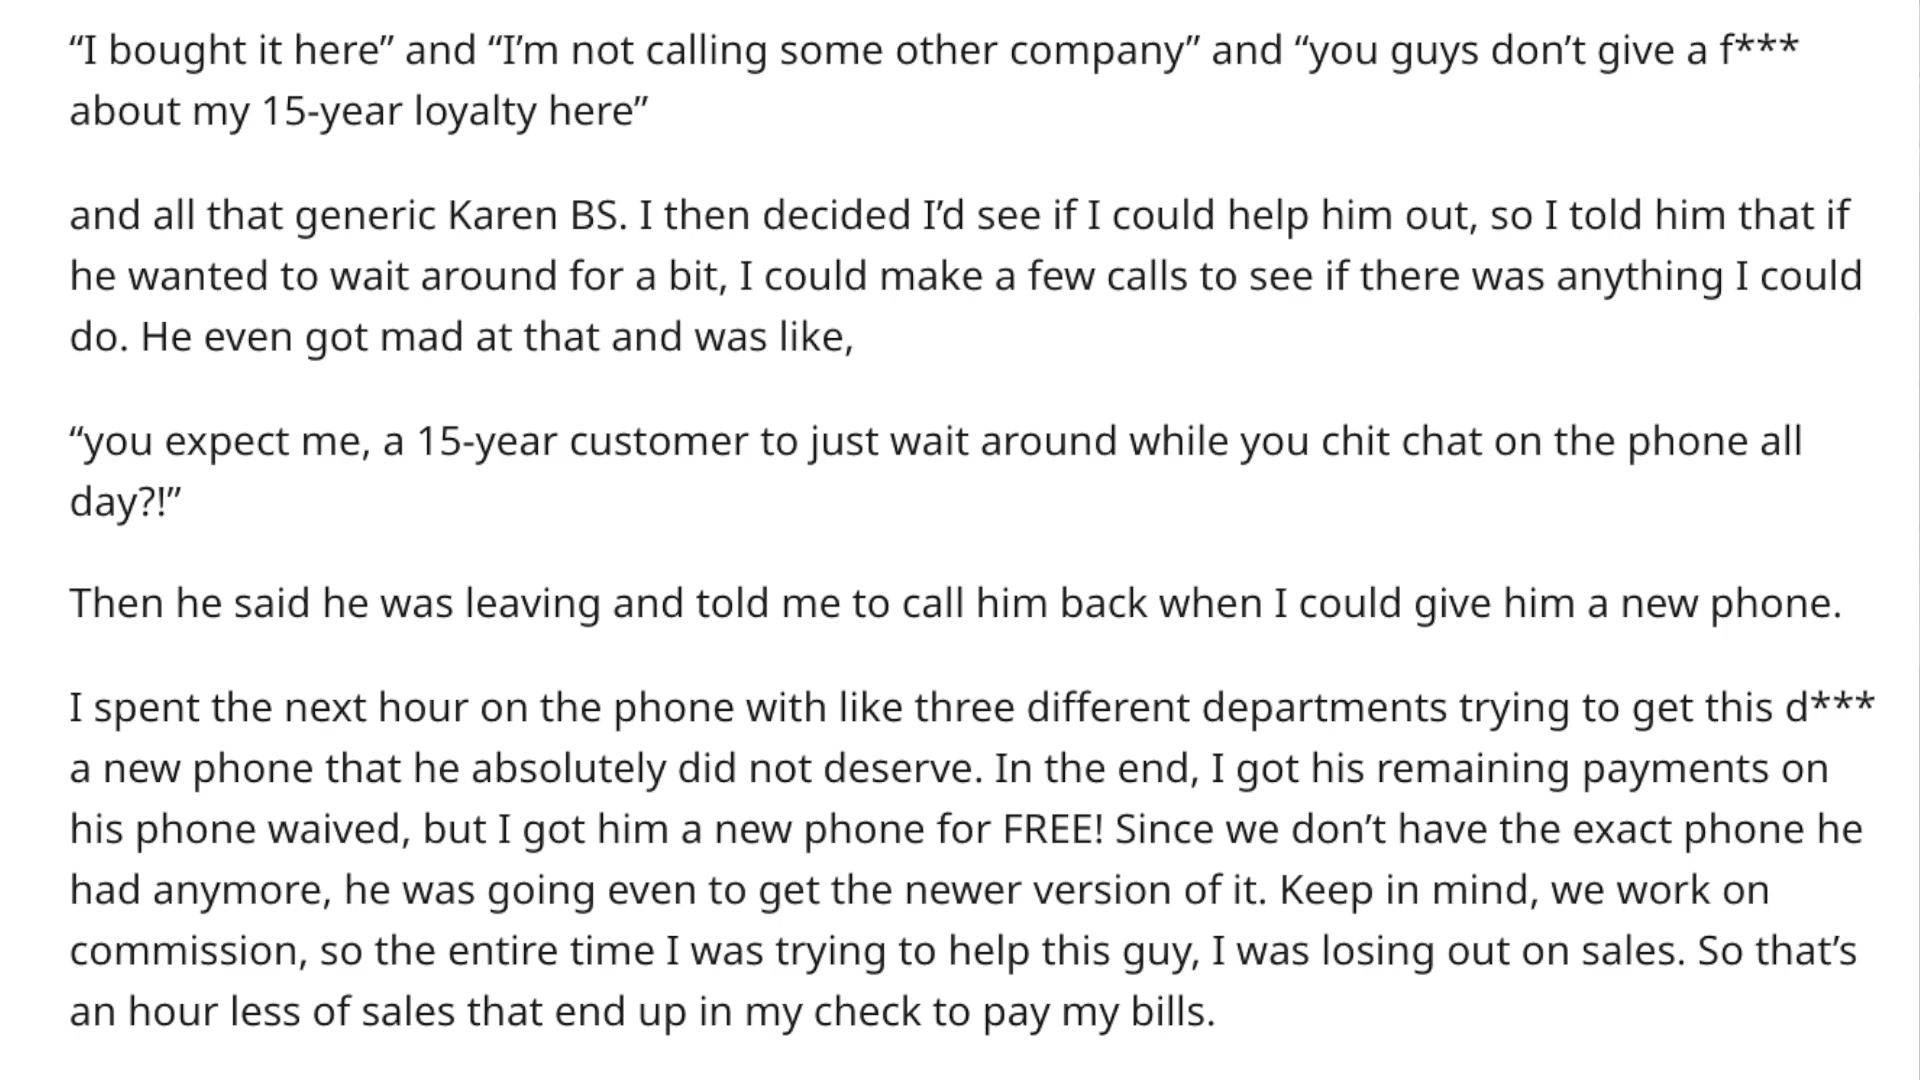 “I bought it here” and “I’m not calling some other company” and “you guys don’t give a f***
about my 15-year loyalty here”
and all that generic Karen BS. I then decided I’d see if I could help him out, so I told him that if
he wanted to wait around for a bit, I could make a few calls to see if there was anything I could
do. He even got mad at that and was like,
“you expect me, a 15-year customer to just wait around while you chit chat on the phone all
day?!”
Then he said he was leaving and told me to call him back when I could give him a new phone.
I spent the next hour on the phone with like three different departments trying to get this d***
a new phone that he absolutely did not deserve. In the end, I got his remaining payments on
his phone waived, but I got him a new phone for FREE! Since we don’t have the exact phone he
had anymore, he was going even to get the newer version of it. Keep in mind, we work on
commission, so the entire time I was trying to help this guy, I was losing out on sales. So that’s
an hour less of sales that end up in my check to pay my bills.